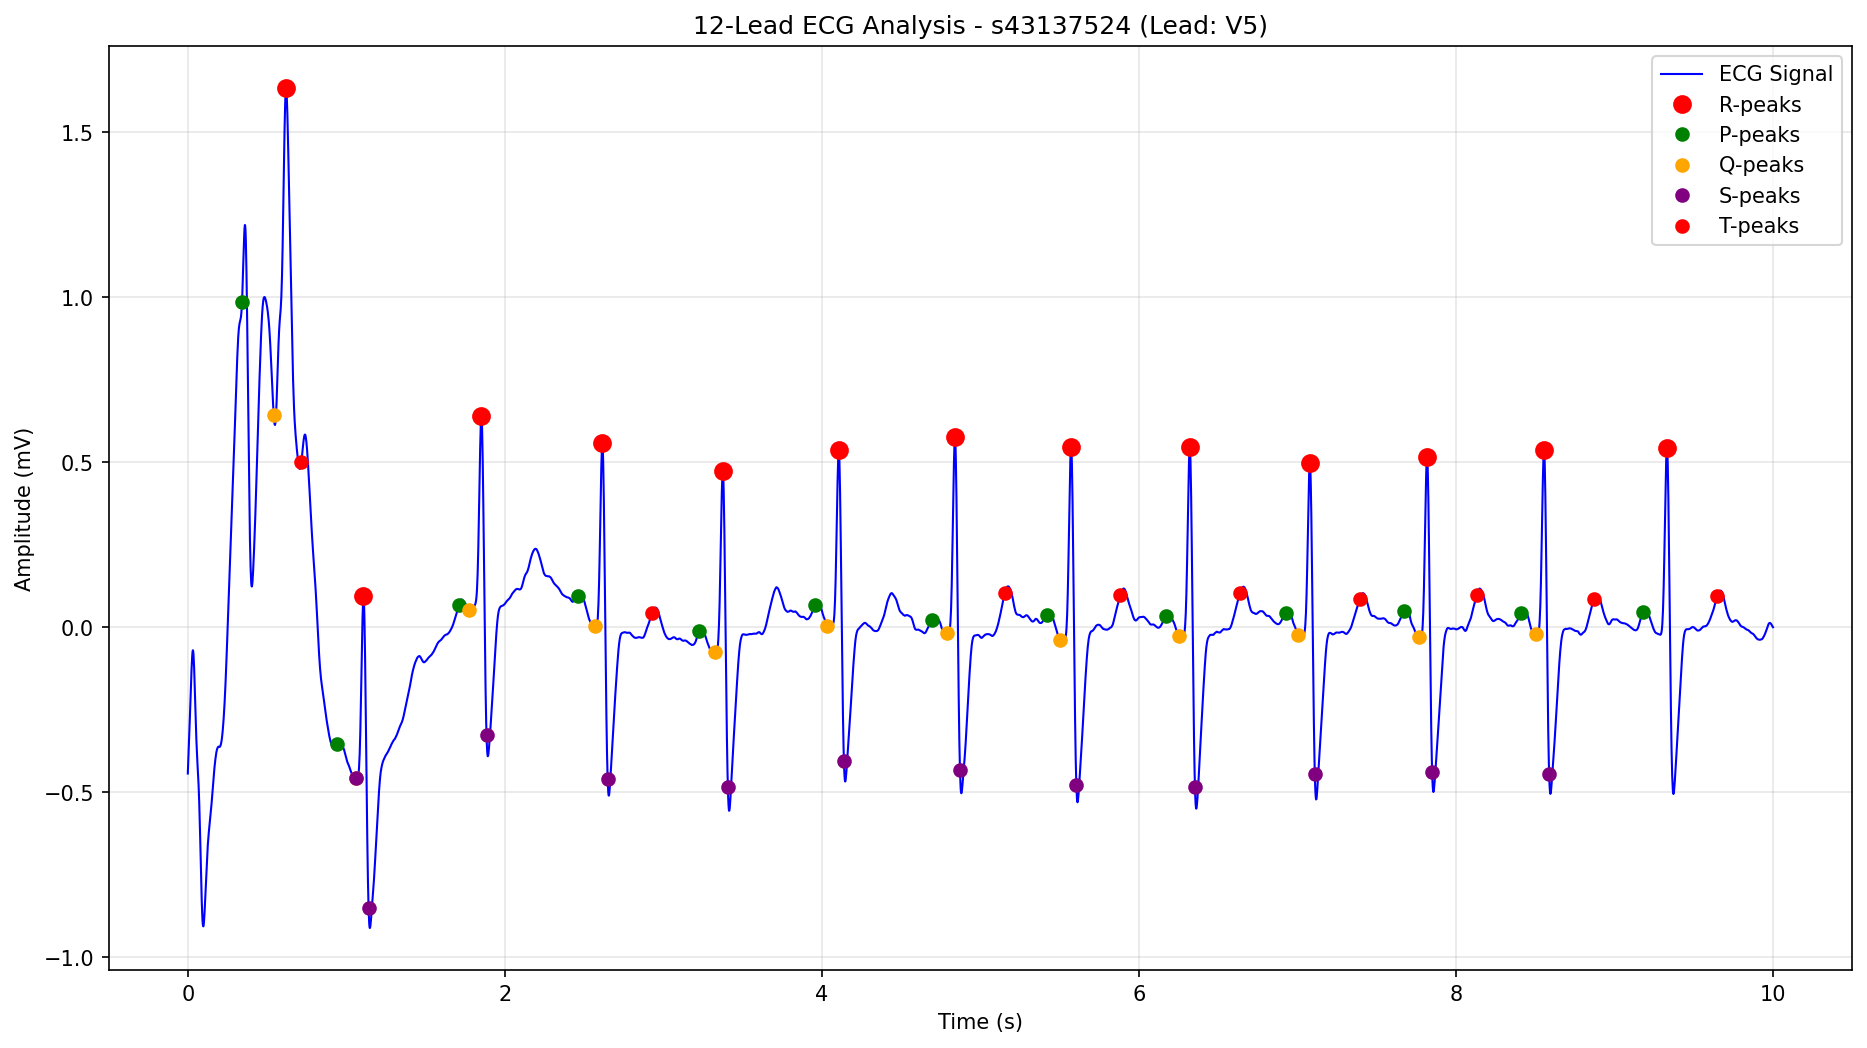 12-Lead ECG Analysis - s43137524 (Lead: V5)
ECG Signal
R-peaks
P-peaks
Q-peaks
S-peaks
T-peaks
Amplitude (mV)
1.5
1.0
0.5
0.0
−0.5
−1.0
0 2 4 6 8 10
Time (s)